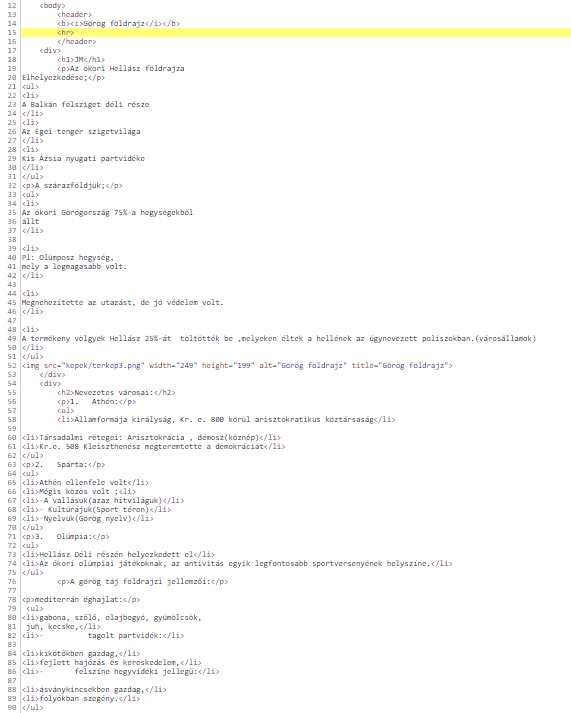 12 <body>
13 <header>
14 <b><i>Görög földrajz</i></b>
15 <hr>
16 </header>
17 <div>
18 <h1>JM</h1>
19 <p>Az ókori Hellász földrajza
20 Elhelyezkedése;</p>
21 <ul>
22 <li>
23 A Balkán félsziget déli része
24 </li>
25 <li>
26 Az Égei-tenger szigetvilága
27 </li>
28 <li>
29 Kis Ázsia nyugati partvidéke
30 </li>
31 </ul>
32 <p>A szárazföldjük;</p>
33 <ul>
34 <li>
35 Az ókori Görögország 75%-a hegységekből
36 állt
37 </li>
38
39 <li>
40 Pl: Olümposz hegység,
41 mely a legmagasabb volt.
42 </li>
43
44 <li>
45 Megnehezítette az utazást, de jó védelem volt.
46 </li>
47
48 <li>
49 A termékeny völgyek Hellász 25%-át  töltötték be ,melyeken éltek a hellének az úgynevezett poliszokban.(városállamok)
50 </li>
51 </ul>
52 <img src="kepek/terkep3.png" width="249" height="199" alt="Görög földrajz" title="Görög földrajz">
53 </div>
54 <div>
55 <h2>Nevezetes városai:</h2>
56 <p>1.   Athén:</p>
57 <ul>
58 <li>Államformája királyság, Kr. e. 800 körül arisztokratikus köztársaság</li>
59
60 <li>Társadalmi rétegei: Arisztokrácia , démosz(köznép)</li>
61 <li>Kr.e. 508 Kleiszthenész megteremtette a demokráciát</li>
62 </ul>
63 <p>2.   Spárta:</p>
64 <ul>
65 <li>Athén ellenfele volt</li>
66 <li>Mégis közös volt ;<li>
67 <li>-A vallásuk(azaz hitviláguk)</li>
68 <li>- Kultúrájuk(Sport téren)</li>
69 <li>-Nyelvük(Görög nyelv)</li>
70 </ul>
71 <p>3.   Olümpia:</p>
72 <ul>
73 <li>Hellász Déli részén helyezkedett el</li>
74 <li>Az ókori olümpiai játékoknak, az antivitás egyik legfontosabb sportversenyének helyszíne.</li>
75 </ul>
76 <p>A görög táj földrajzi jellemzői:</p>
77
78 <p>mediterrán éghajlat:</p>
79 <ul>
80 <li>gabona, szőlő, olajbogyó, gyümölcsök,
81 juh, kecske,</li>
82 <li>-          tagolt partvidék:</li>
83
84 <li>kikötőkben gazdag,</li>
85 <li>fejlett hajózás és kereskedelem,</li>
86 <li>-       felszíne hegyvidéki jellegű:</li>
87
88 <li>ásványkincsekben gazdag,</li>
89 <li>folyókban szegény.</li>
90 </ul>